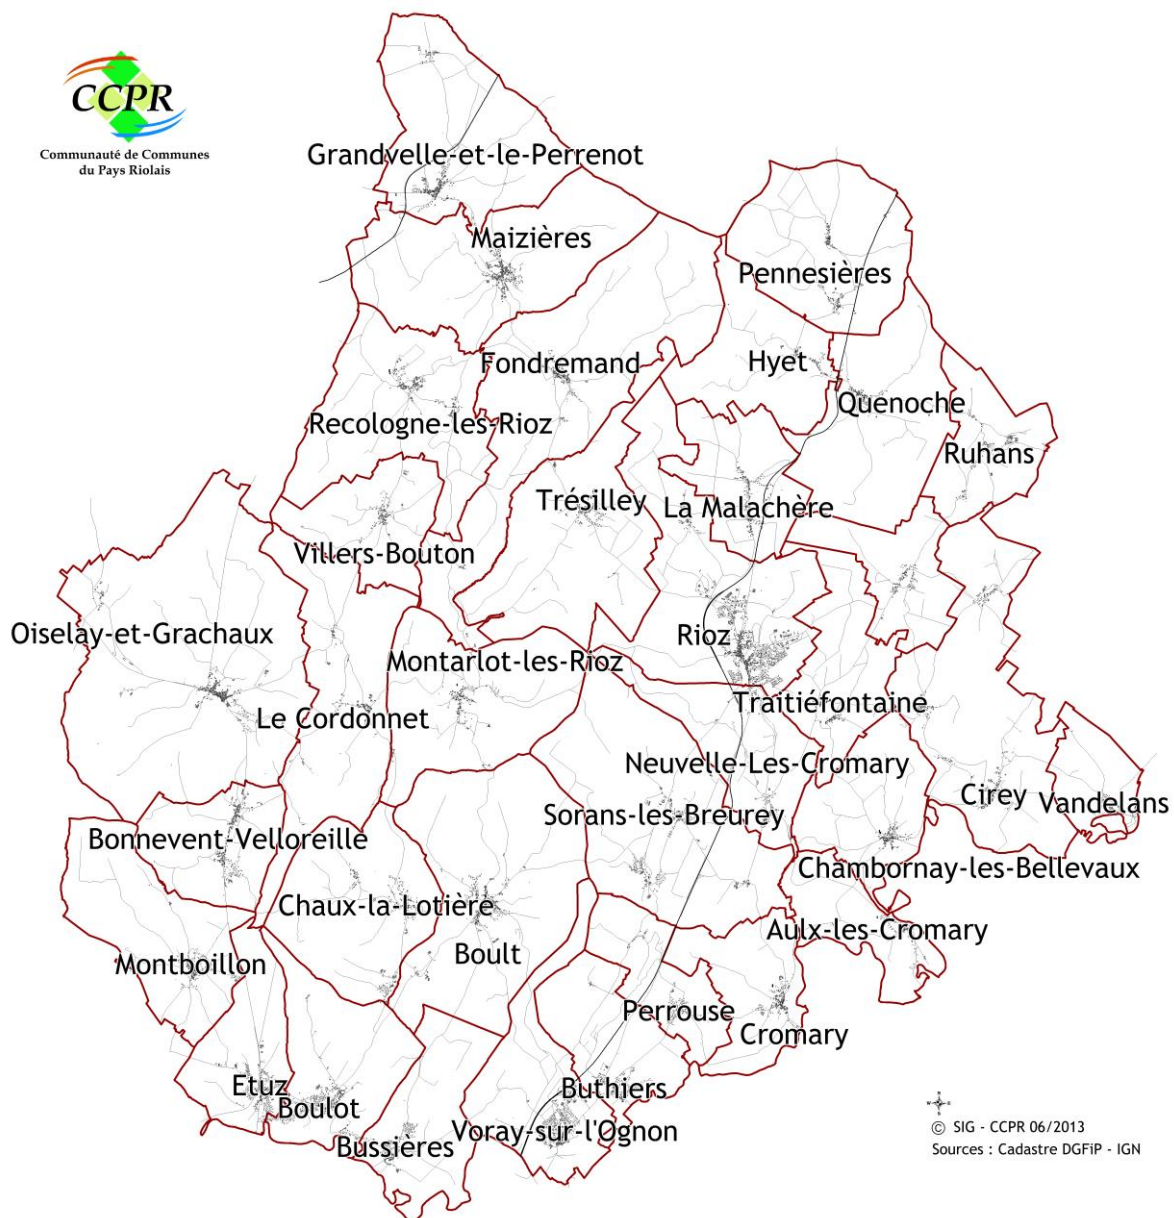 CCPR
Communauté de Communes
du Pays Riolais
Grandvelle-et-le-Perrenot
Maizières
Pennesières
Fondremand
Hyet
Quenoche
Recologne-les-Rioz
Ruhans
Trésilley
La Malachère
Villers-Bouton
Oiselay-et-Grachaux
Rioz
Montarlot-les-Rioz
Le Cordonnet
Traitiéfontaine
Neuvelle-Les-Cromary
Cirey
Vandelans
Sorans-les-Breurey
Bonnevent-Velloreille
Chambornay-les-Bellevaux
Chaux-la-Lotière
Aulx-les-Cromary
Boult
Montboillon
Perrouse
Cromary
Etuz
Buthiers
Boulot
Voray-sur-l'Ognon
Bussières
N
W E
S
© SIG - CCPR 06/2013
Sources : Cadastre DGFiP - IGN